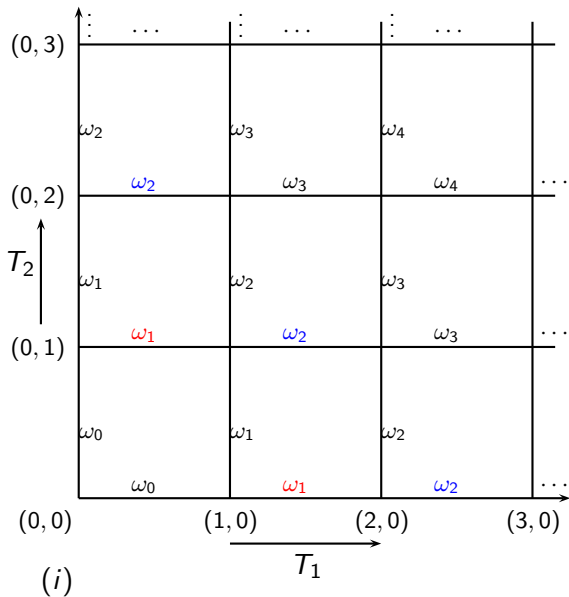 ⋮ ⋮ ⋮
(0, 3) ⋯ ⋯ ⋯
ω₂ ω₃ ω₄
(0, 2) ω₂ ω₃ ω₄ ⋯
T₂
ω₁ ω₂ ω₃
(0, 1) ω₁ ω₂ ω₃ ⋯
ω₀ ω₁ ω₂
ω₀ ω₁ ω₂ ⋯
(0, 0) (1, 0) (2, 0) (3, 0)
T₁
(i)